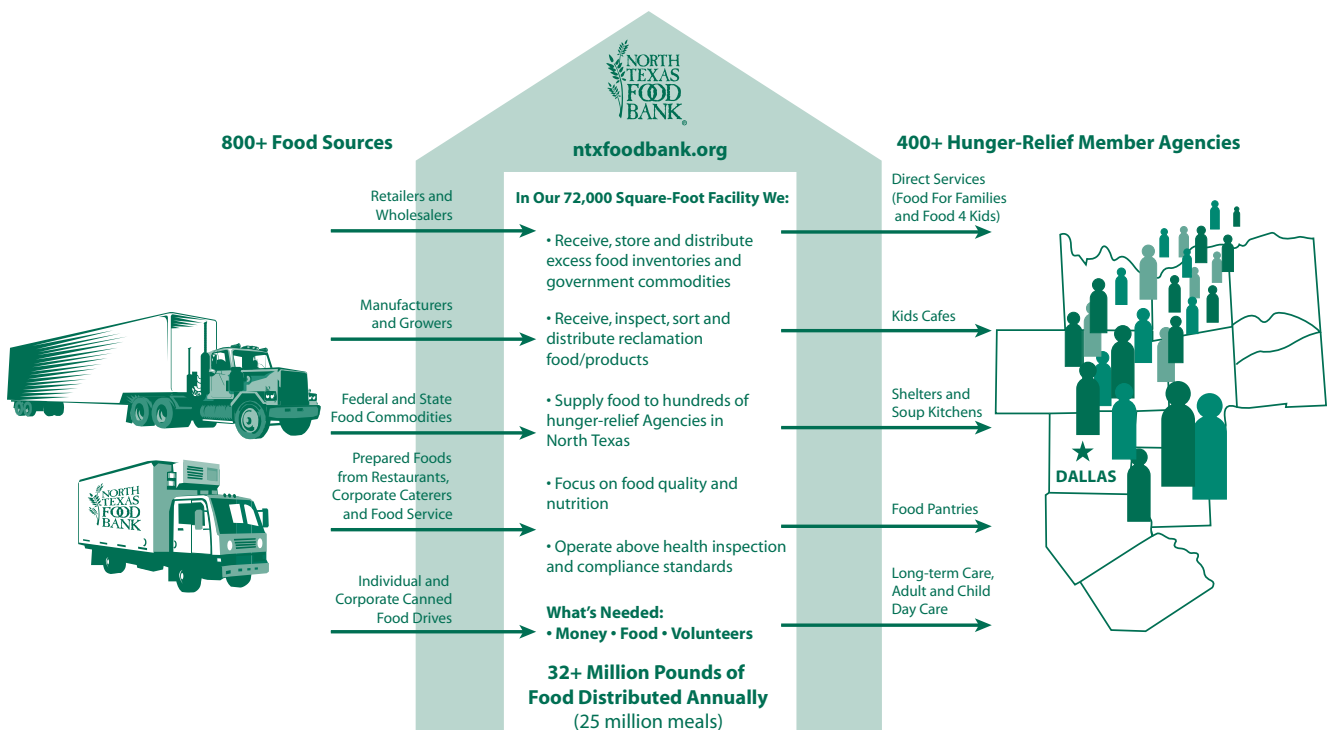 NORTH
TEXAS
FOOD
BANK®
ntxfoodbank.org
800+ Food Sources
Retailers and
Wholesalers
Manufacturers
and Growers
Federal and State
Food Commodities
Prepared Foods
from Restaurants,
Corporate Caterers
and Food Service
Individual and
Corporate Canned
Food Drives
NORTH
TEXAS
FOOD
BANK
In Our 72,000 Square-Foot Facility We:
• Receive, store and distribute
excess food inventories and
government commodities
• Receive, inspect, sort and
distribute reclamation
food/products
• Supply food to hundreds of
hunger-relief Agencies in
North Texas
• Focus on food quality and
nutrition
• Operate above health inspection
and compliance standards
What's Needed:
• Money • Food • Volunteers
32+ Million Pounds of
Food Distributed Annually
(25 million meals)
400+ Hunger-Relief Member Agencies
Direct Services
(Food For Families
and Food 4 Kids)
Kids Cafes
Shelters and
Soup Kitchens
Food Pantries
Long-term Care,
Adult and Child
Day Care
DALLAS